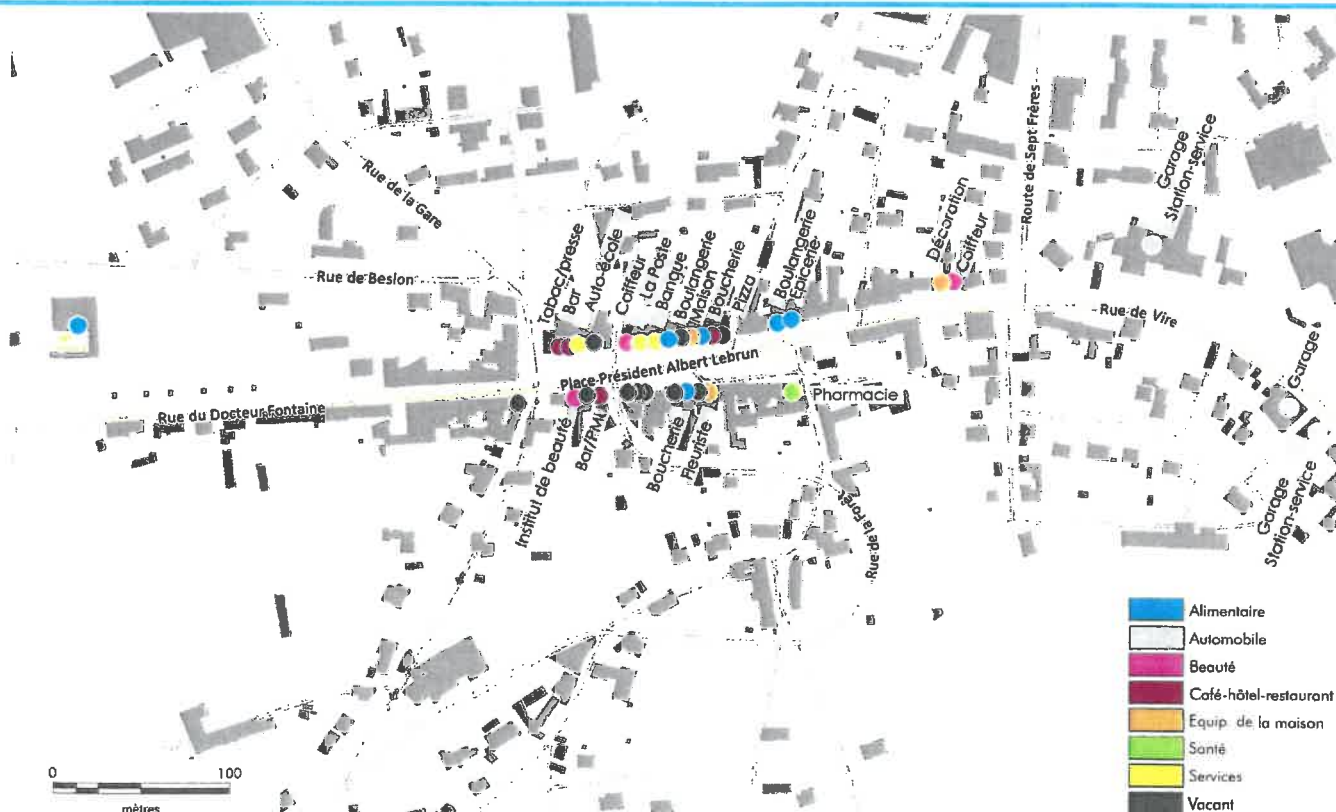 Rue de la Gare
Rue de Beslon
Rue du Docteur Fontaine
Tabac/presse
Bar
Auto-école
Coiffeur
La Poste
Banque
Boulangerie
Maison
Boucherie
Pizza
Boulangerie
Epicerie
Décoration
Coiffeur
Route de Sept Frères
Garage
Station-service
Rue de Vire
Garage
Garage
Station-service
Place Président Albert Lebrun
Institut de beauté
Bar/PMU
Boucherie
Fleuriste
Pharmacie
Rue de la Forêt
Alimentaire
Automobile
Beauté
Café-hôtel-restaurant
Equip. de la maison
Santé
Services
Vacant
0 100
mètres